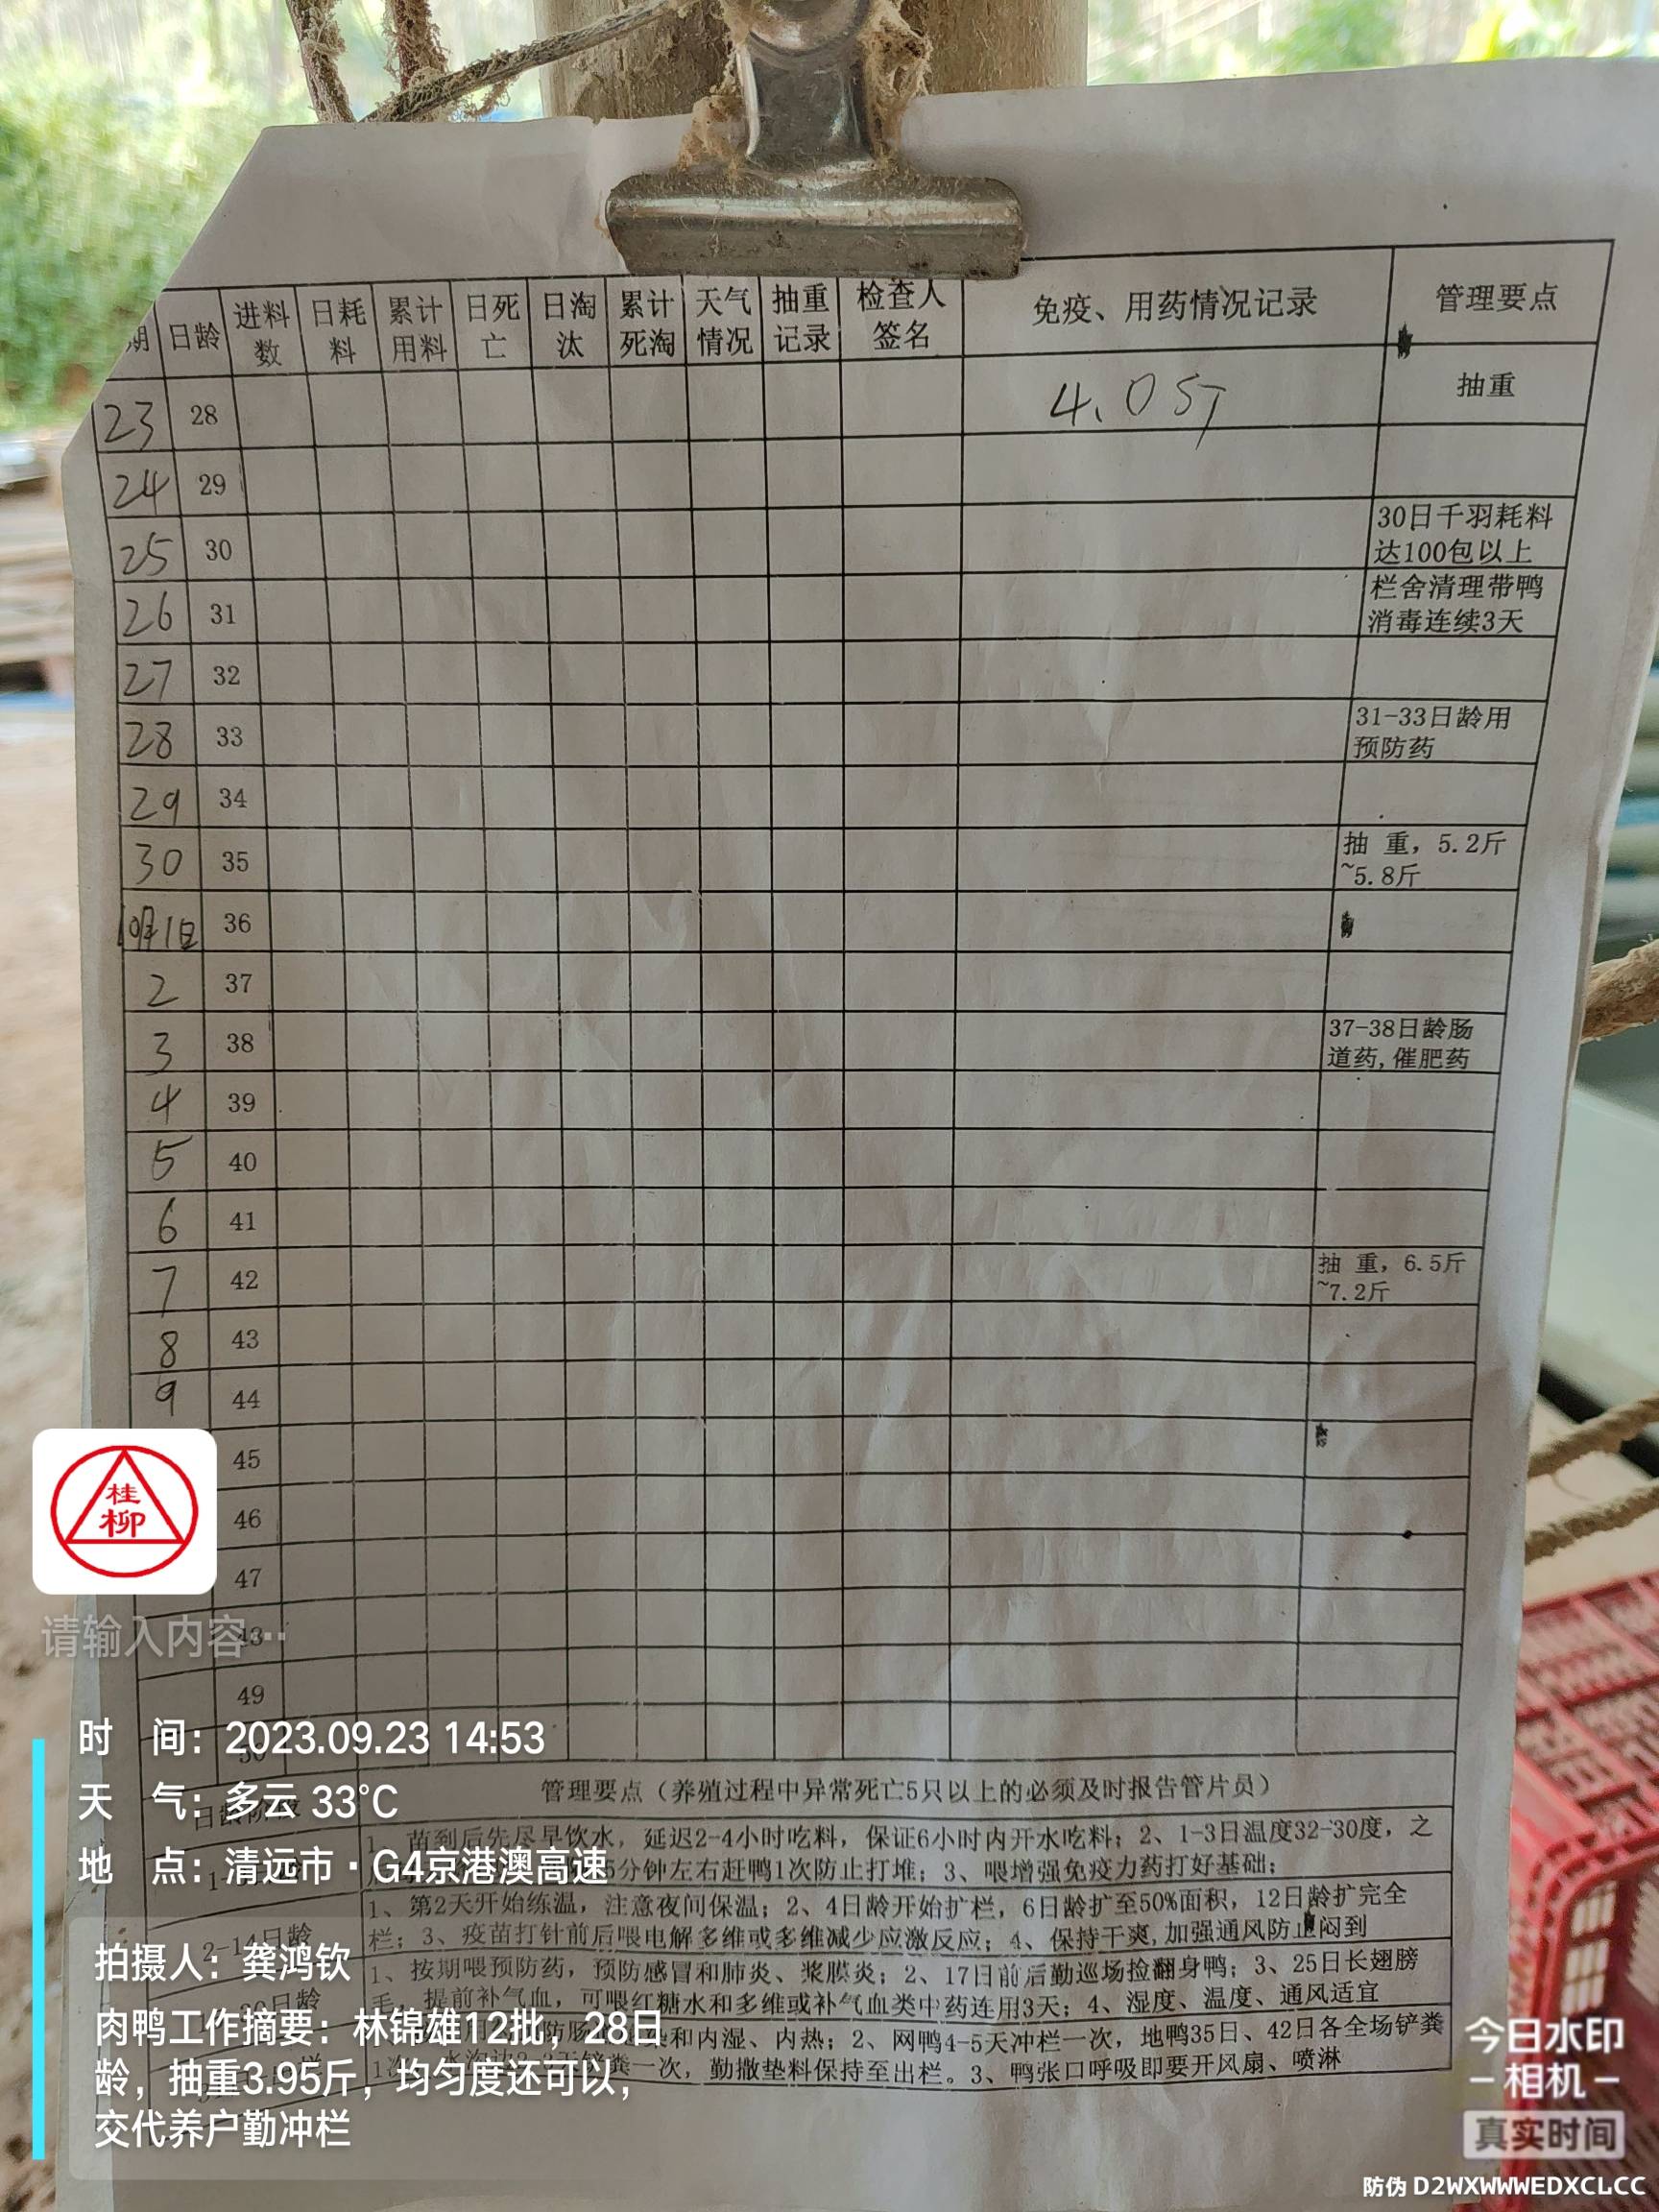 期 日龄 进料数 日耗料 累计用料 日死亡 日淘汰 累计死淘 天气情况 抽重记录 检查人签名 免疫、用药情况记录 管理要点
23 28 4.05 抽重
24 29
25 30 30日千羽耗料达100包以上
26 31 栏舍清理带鸭消毒连续3天
27 32
28 33 31-33日龄用预防药
29 34
30 35 抽 重，5.2斤~5.8斤
10月1日 36
2 37
3 38 37-38日龄肠道药,催肥药
4 39
5 40
6 41
7 42 抽 重，6.5斤~7.2斤
8 43
9 44
45
46
47
49
50
管理要点（养殖过程中异常死亡5只以上的必须及时报告管片员）
1、苗到后先尽早饮水，延迟2-4小时吃料，保证6小时内开水吃料；2、1-3日温度32-30度，之
5分钟左右赶鸭1次防止打堆；3、喂增强免疫力药打好基础；
2-14日龄
1、第2天开始练温，注意夜间保温；2、4日龄开始扩栏，6日龄扩至50%面积，12日龄扩完全
栏；3、疫苗打针前后喂电解多维或多维减少应激反应；4、保持干爽,加强通风防止闷到
1、按期喂预防药，预防感冒和肺炎、浆膜炎；2、17日前后勤巡场捡翻身鸭；3、25日长翅膀
毛，提前补气血，可喂红糖水和多维或补气血类中药连用3天；4、湿度、温度、通风适宜
染和内湿、内热；2、网鸭4-5天冲栏一次，地鸭35日、42日各全场铲粪
1次，水沟边2-3天铲粪一次，勤撒垫料保持至出栏。3、鸭张口呼吸即要开风扇、喷淋
桂
柳
请输入内容…
时 间：2023.09.23 14:53
天 气：多云 33°C
地 点：清远市·G4京港澳高速
拍摄人：龚鸿钦
肉鸭工作摘要：林锦雄12批，28日
龄，抽重3.95斤，均匀度还可以，
交代养户勤冲栏
今日水印
相机
真实时间
防伪 D2WXWWWEDXCLCC